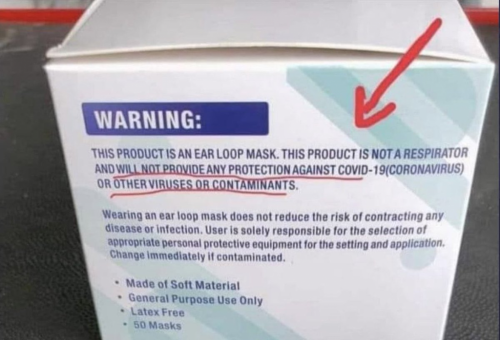 WARNING:
THIS PRODUCT IS AN EAR LOOP MASK. THIS PRODUCT IS NOT A RESPIRATOR
AND WILL NOT PROVIDE ANY PROTECTION AGAINST COVID-19(CORONAVIRUS)
OR OTHER VIRUSES OR CONTAMINANTS.
Wearing an ear loop mask does not reduce the risk of contracting any
disease or infection. User is solely responsible for the selection of
appropriate personal protective equipment for the setting and application.
Change immediately if contaminated.
• Made of Soft Material
• General Purpose Use Only
• Latex Free
• 50 Masks